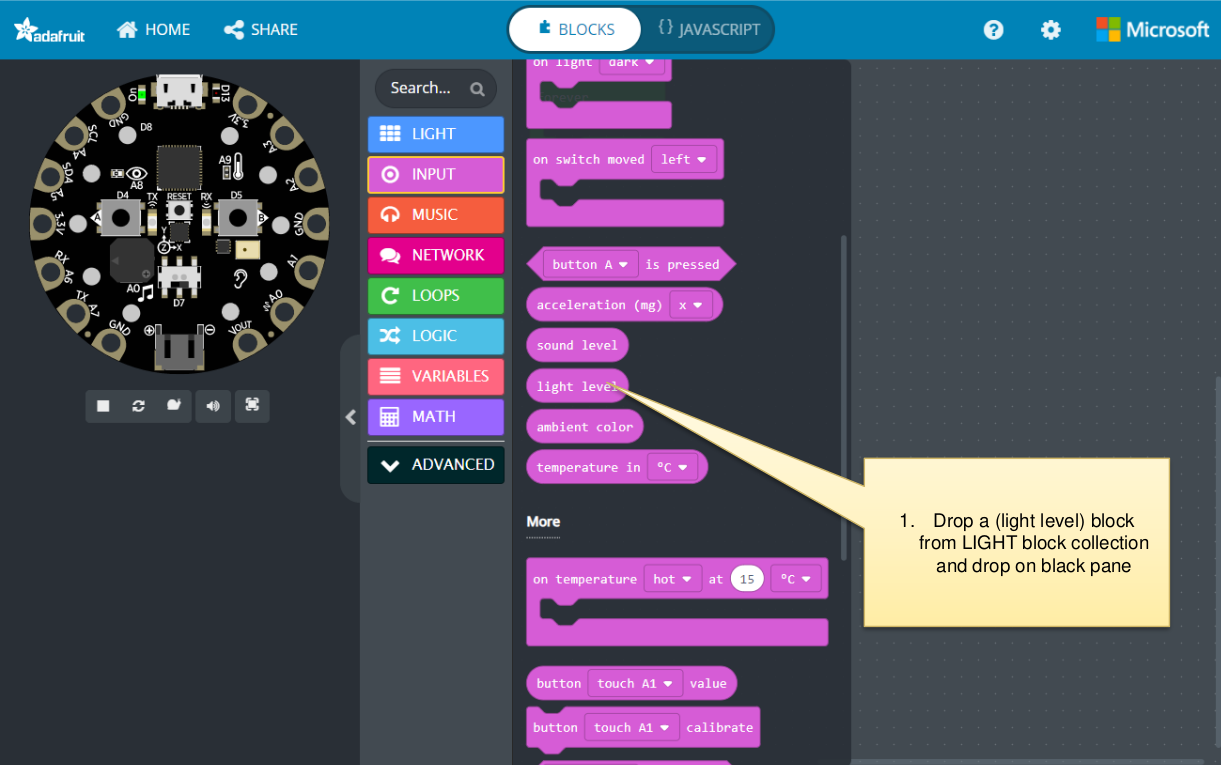 adafruit HOME SHARE BLOCKS {} JAVASCRIPT ? Microsoft
on light dark
forever
on switch moved left
Search...
LIGHT
INPUT
MUSIC
NETWORK
LOOPS
LOGIC
VARIABLES
MATH
ADVANCED
button A is pressed
acceleration (mg) x
sound level
light level
ambient color
temperature in °C
More
on temperature hot at 15 °C
button touch A1 value
button touch A1 calibrate
1. Drop a (light level) block
from LIGHT block collection
and drop on black pane
ON
D13
GND
3.3V
SCL
D8
A4
A3
SDA
A8
A9
A2
A5
D4
TX
RESET
RX
D5
A
B
3.3V
GND
Y
Z
X
RX
A6
A1
A0
D7
TX
A7
A0
GND
VOUT